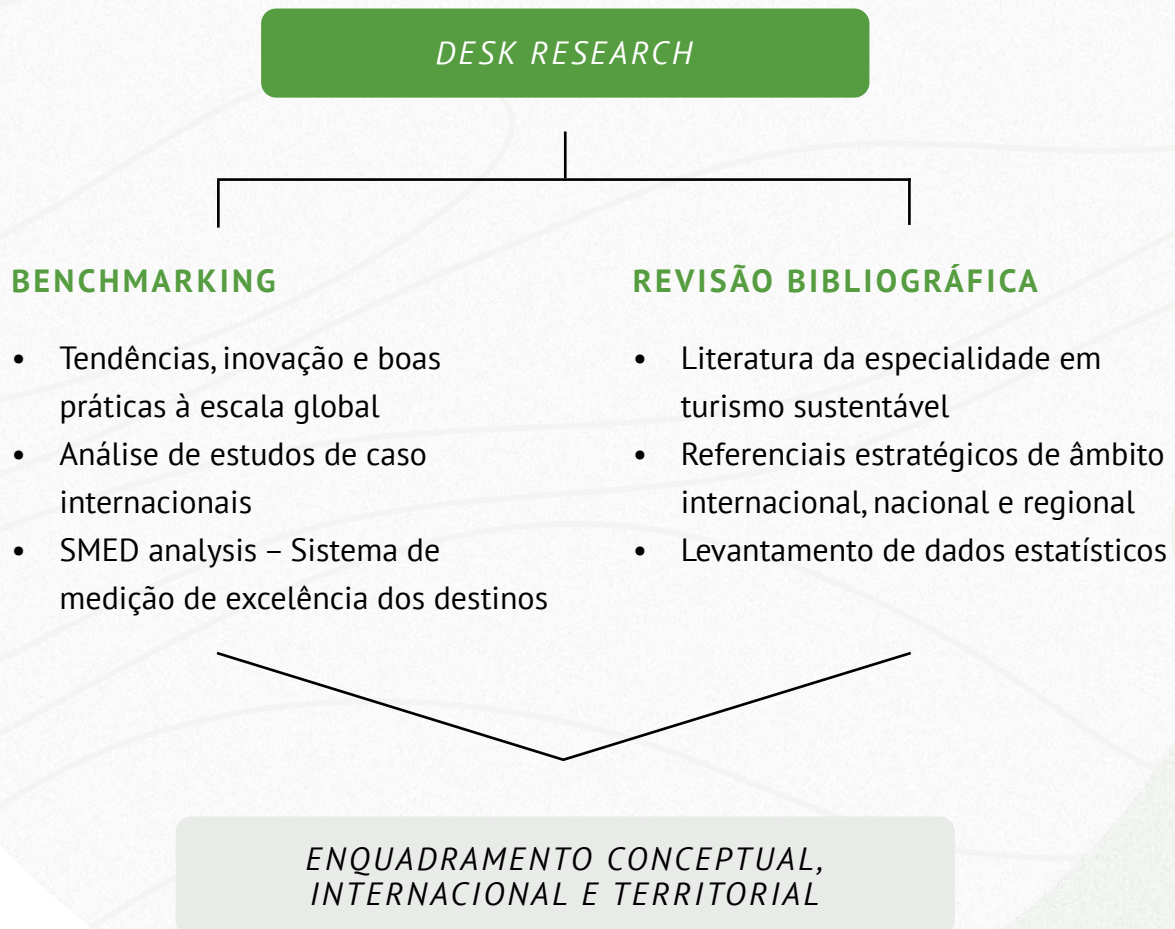 DESK RESEARCH
BENCHMARKING
• Tendências, inovação e boas
práticas à escala global
• Análise de estudos de caso
internacionais
• SMED analysis – Sistema de
medição de excelência dos destinos
REVISÃO BIBLIOGRÁFICA
• Literatura da especialidade em
turismo sustentável
• Referenciais estratégicos de âmbito
internacional, nacional e regional
• Levantamento de dados estatísticos
ENQUADRAMENTO CONCEPTUAL,
INTERNACIONAL E TERRITORIAL